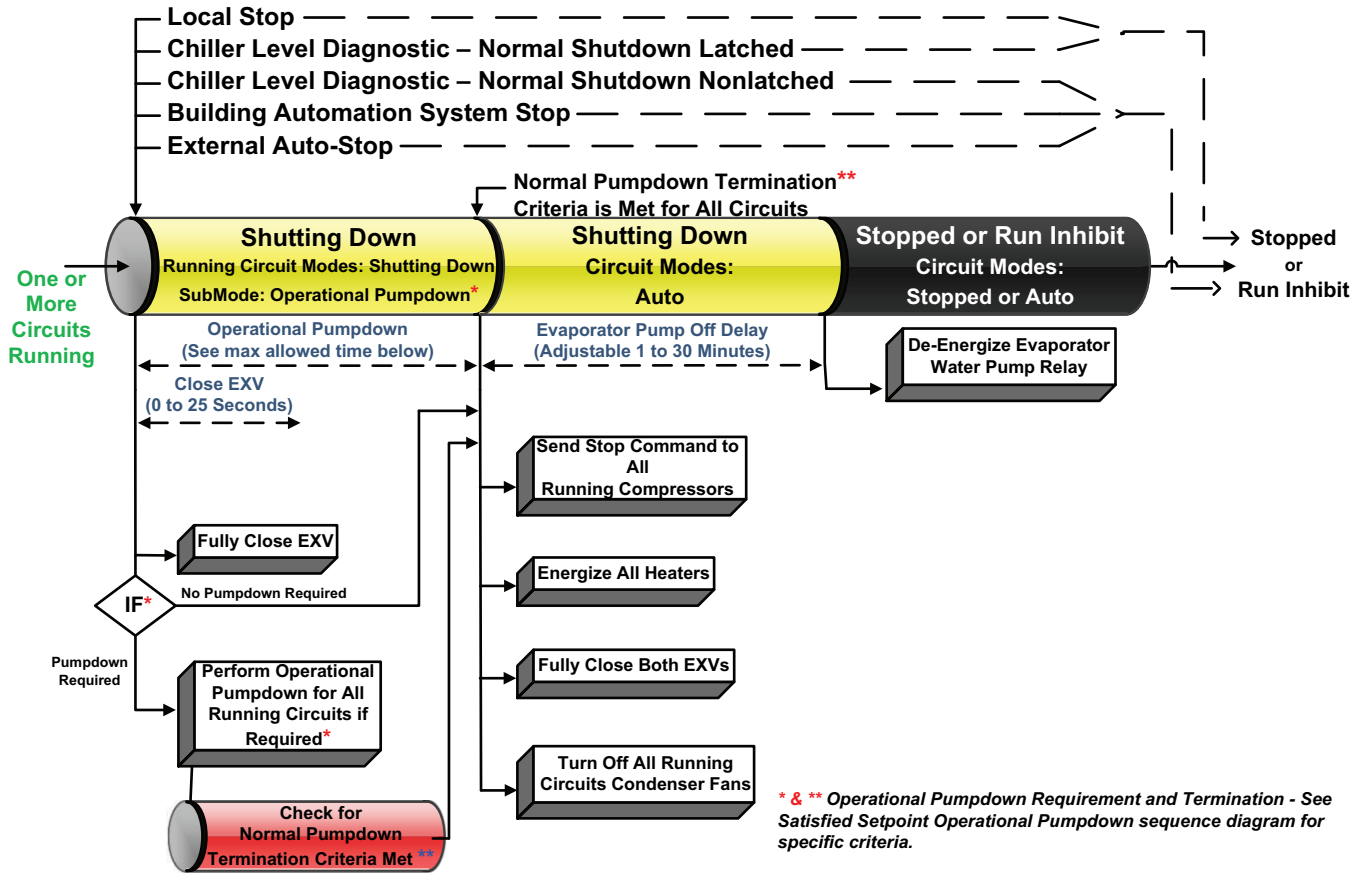 Local Stop
Chiller Level Diagnostic – Normal Shutdown Latched
Chiller Level Diagnostic – Normal Shutdown Nonlatched
Building Automation System Stop
External Auto-Stop
Normal Pumpdown Termination**
Criteria is Met for All Circuits
One or
More
Circuits
Running
Shutting Down
Running Circuit Modes: Shutting Down
SubMode: Operational Pumpdown*
Shutting Down
Circuit Modes:
Auto
Stopped or Run Inhibit
Circuit Modes:
Stopped or Auto
Stopped
or
Run Inhibit
Operational Pumpdown
(See max allowed time below)
Evaporator Pump Off Delay
(Adjustable 1 to 30 Minutes)
De-Energize Evaporator
Water Pump Relay
Close EXV
(0 to 25 Seconds)
Send Stop Command to
All
Running Compressors
Fully Close EXV
Energize All Heaters
IF*
No Pumpdown Required
Pumpdown
Required
Perform Operational
Pumpdown for All
Running Circuits if
Required*
Fully Close Both EXVs
Turn Off All Running
Circuits Condenser Fans
Check for
Normal Pumpdown
Termination Criteria Met **
* & ** Operational Pumpdown Requirement and Termination - See
Satisfied Setpoint Operational Pumpdown sequence diagram for
specific criteria.